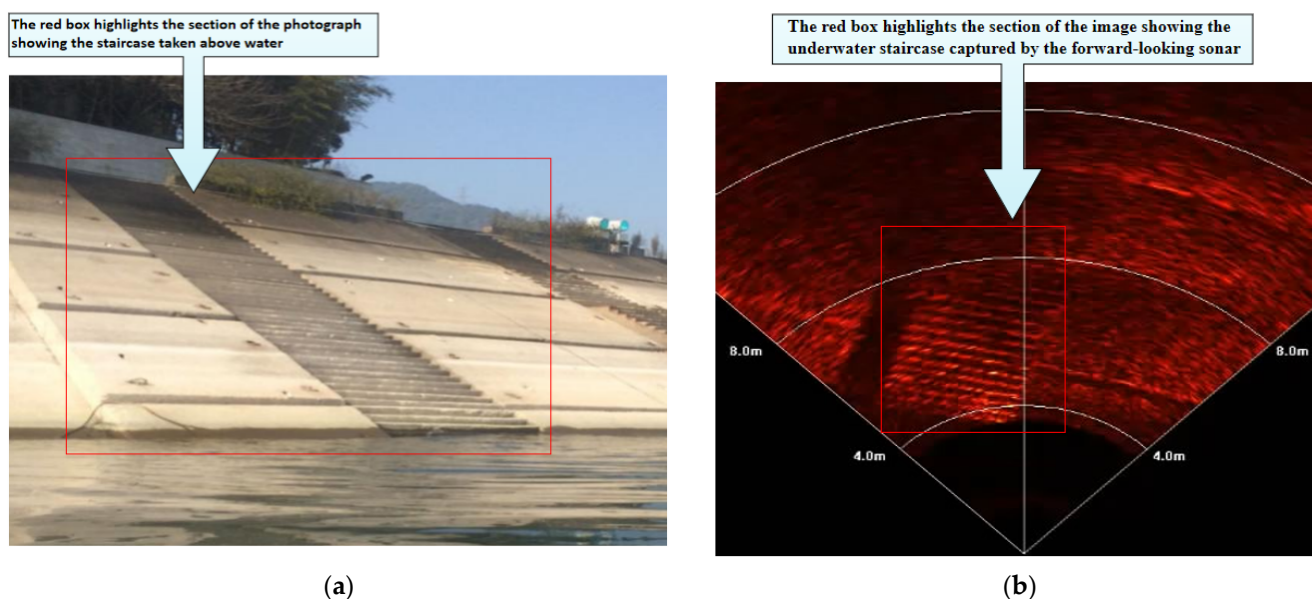 The red box highlights the section of the photograph
showing the staircase taken above water
The red box highlights the section of the image showing the
underwater staircase captured by the forward-looking sonar
8.0m
8.0m
4.0m
4.0m
(a)
(b)